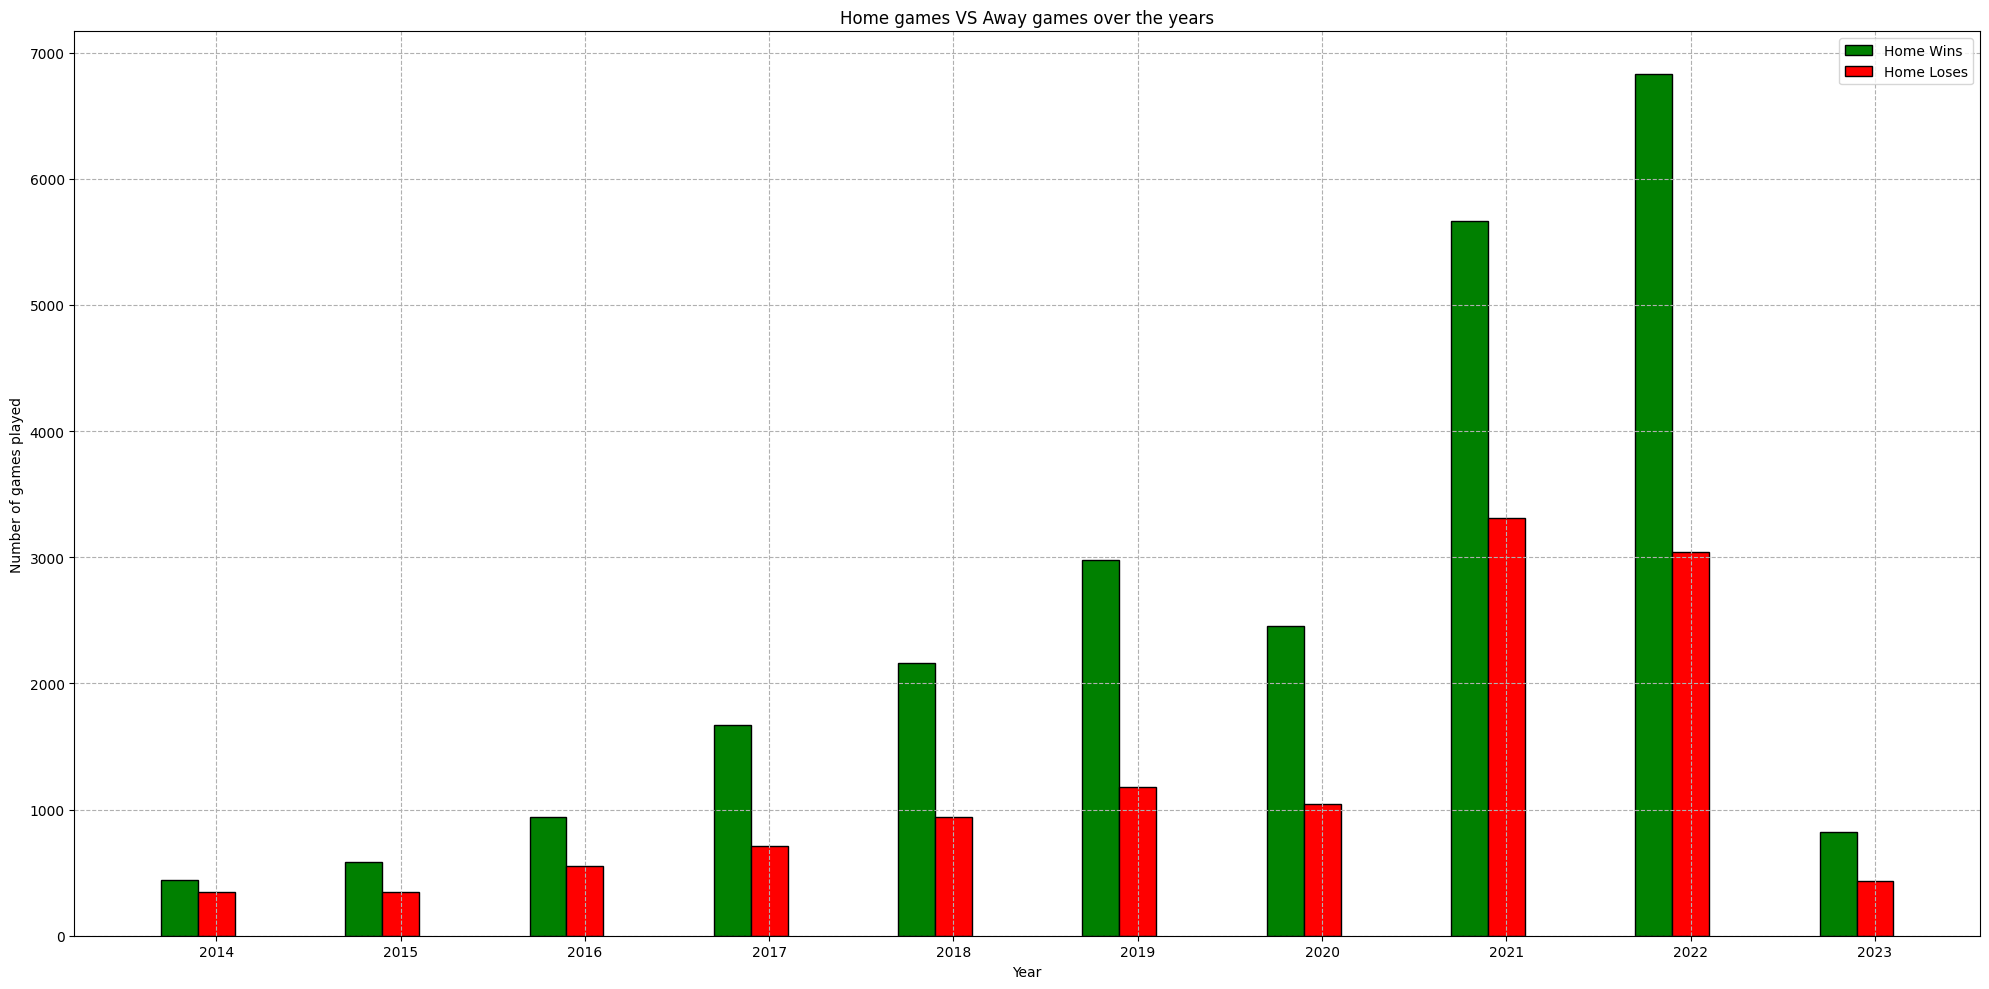 Home games VS Away games over the years
Home Wins
Home Loses
Number of games played
7000
6000
5000
4000
3000
2000
1000
0
2014 2015 2016 2017 2018 2019 2020 2021 2022 2023
Year